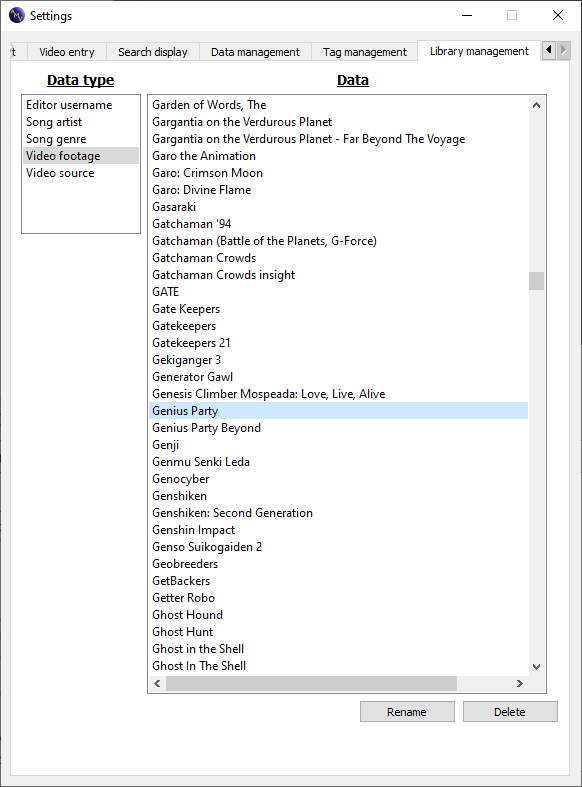 Settings
t
Video entry
Search display
Data management
Tag management
Library management
Data type
Data
Editor username
Song artist
Song genre
Video footage
Video source
Garden of Words, The
Gargantia on the Verdurous Planet
Gargantia on the Verdurous Planet - Far Beyond The Voyage
Garo the Animation
Garo: Crimson Moon
Garo: Divine Flame
Gasaraki
Gatchaman '94
Gatchaman (Battle of the Planets, G-Force)
Gatchaman Crowds
Gatchaman Crowds insight
GATE
Gate Keepers
Gatekeepers
Gatekeepers 21
Gekiganger 3
Generator Gawl
Genesis Climber Mospeada: Love, Live, Alive
Genius Party
Genius Party Beyond
Genji
Genmu Senki Leda
Genocyber
Genshiken
Genshiken: Second Generation
Genshin Impact
Genso Suikogaiden 2
Geobreeders
GetBackers
Getter Robo
Ghost Hound
Ghost Hunt
Ghost in the Shell
Ghost In The Shell
Rename
Delete